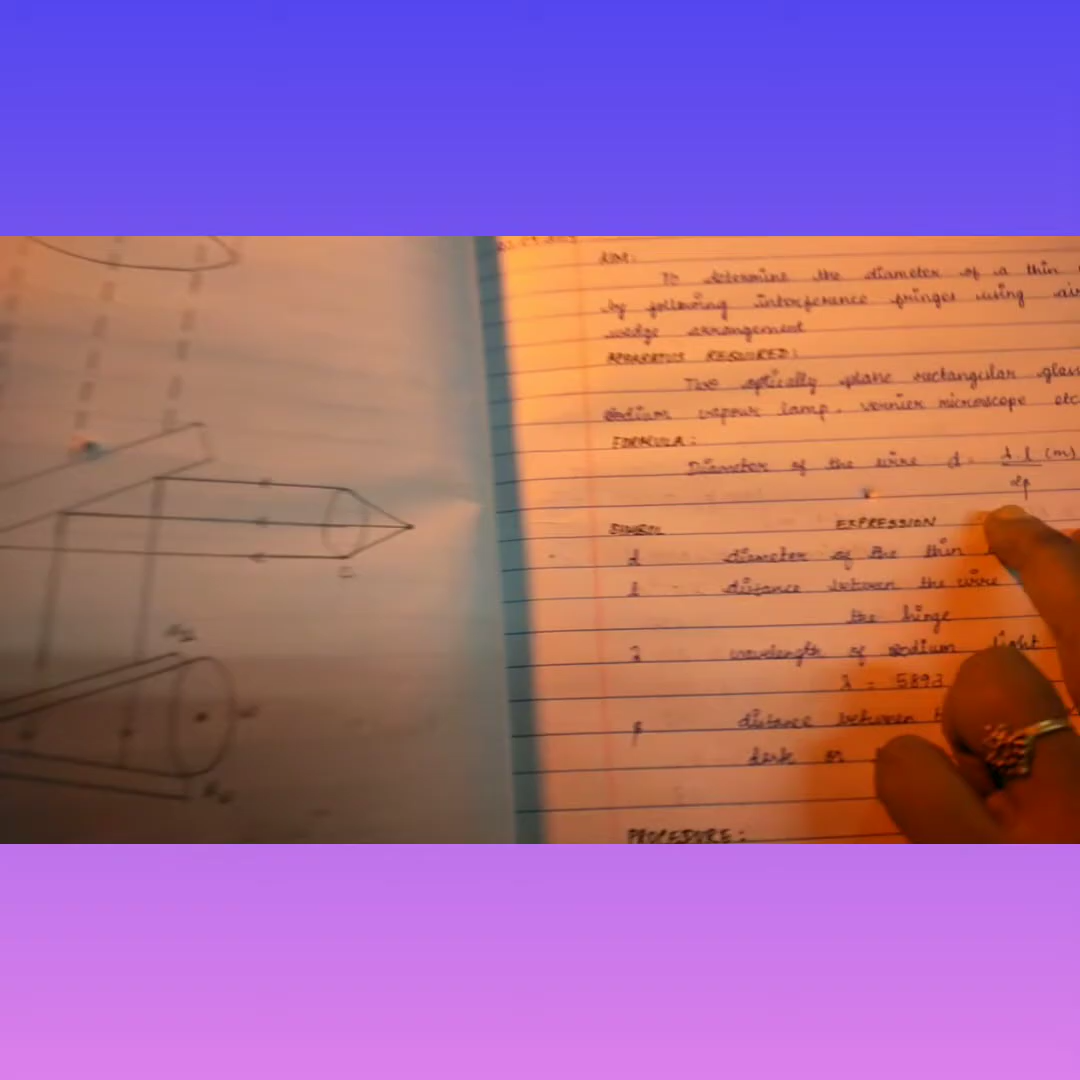 AIM:
To determine the diameter of a thin
by following interference fringes using air
wedge arrangement
APPARATUS REQUIRED:
Two optically plane rectangular glass
sodium vapour lamp, vernier microscope etc
FORMULA:
Diameter of the wire d = λ l (m)
2β
SYMBOL EXPRESSION
d diameter of the thin
l distance between the wire
the hinge
λ wavelength of sodium light
λ = 5893
β distance between
dark
PROCEDURE: